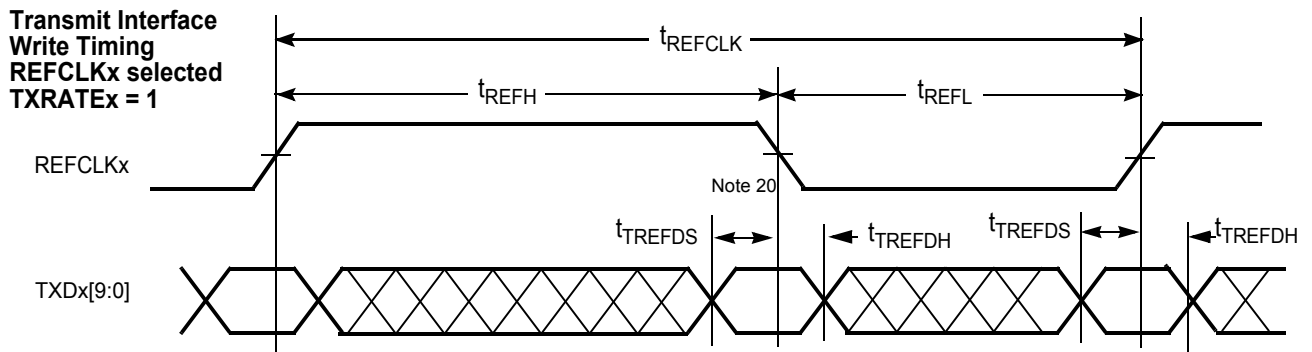 Transmit Interface
Write Timing
REFCLKx selected
TXRATEx = 1
tREFCLK
tREFH
tREFL
REFCLKx
Note 20
tTREFDS
tTREFDH
tTREFDS
tTREFDH
TXDx[9:0]